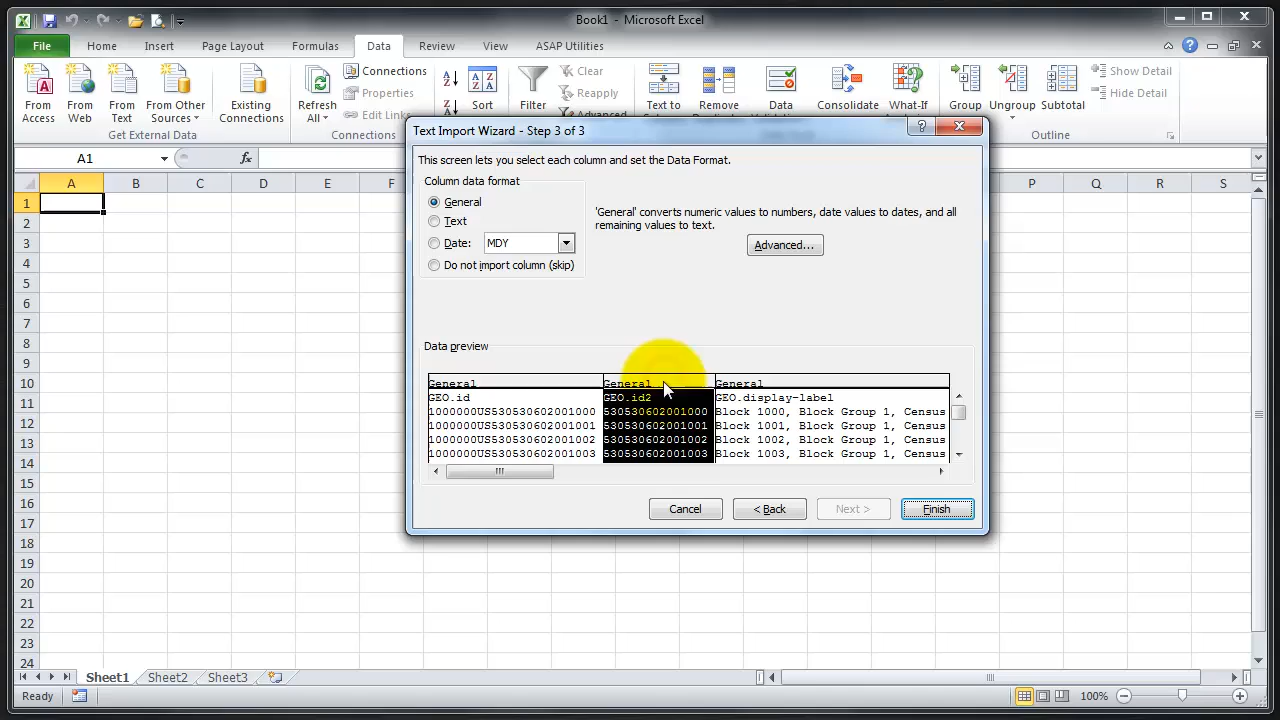 Book1 - Microsoft Excel
File Home Insert Page Layout Formulas Data Review View ASAP Utilities
From Access
From Web
From Text
From Other Sources
Existing Connections
Get External Data
Refresh All
Connections
Properties
Edit Links
Connections
Sort
Filter
Clear
Reapply
Advanced
Text to
Remove
Data
Consolidate
What-If
Group
Ungroup
Subtotal
Show Detail
Hide Detail
Outline
A1
fx
A B C D E F P Q R S
Text Import Wizard - Step 3 of 3
This screen lets you select each column and set the Data Format.
Column data format
General
Text
Date: MDY
Do not import column (skip)
'General' converts numeric values to numbers, date values to dates, and all
remaining values to text.
Advanced...
Data preview
General General General
GEO.id GEO.id2 GEO.display-label
1000000US530530602001000 530530602001000 Block 1000, Block Group 1, Census
1000000US530530602001001 530530602001001 Block 1001, Block Group 1, Census
1000000US530530602001002 530530602001002 Block 1002, Block Group 1, Census
1000000US530530602001003 530530602001003 Block 1003, Block Group 1, Census
Cancel < Back Next > Finish
1
2
3
4
5
6
7
8
9
10
11
12
13
14
15
16
17
18
19
20
21
22
23
24
Sheet1 Sheet2 Sheet3
Ready 100%